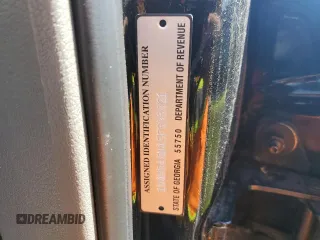 ASSIGNED IDENTIFICATION NUMBER
STATE OF GEORGIA 55750 DEPARTMENT OF REVENUE
DREAMBID